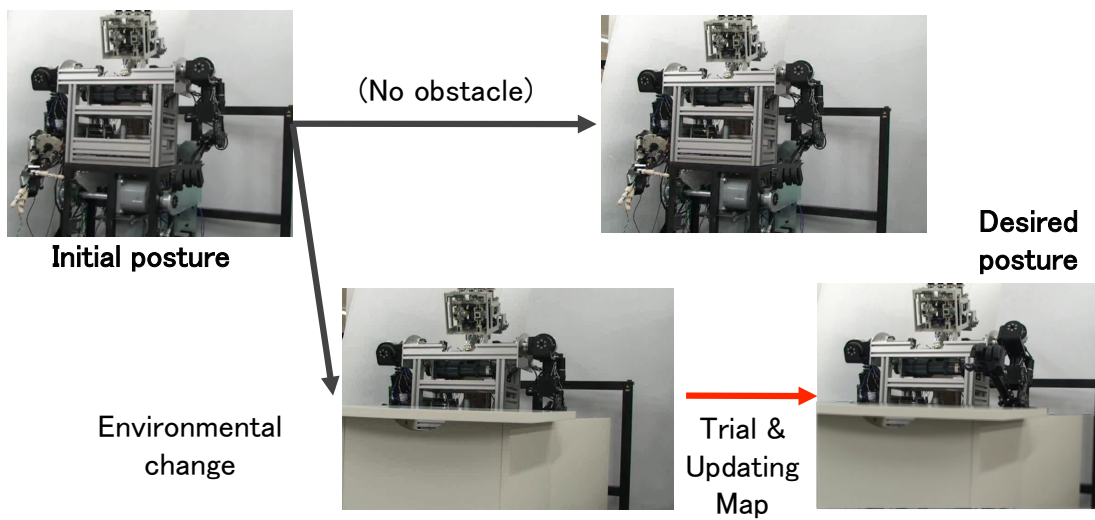 (No obstacle)
Initial posture
Desired
posture
Environmental
change
Trial &
Updating
Map